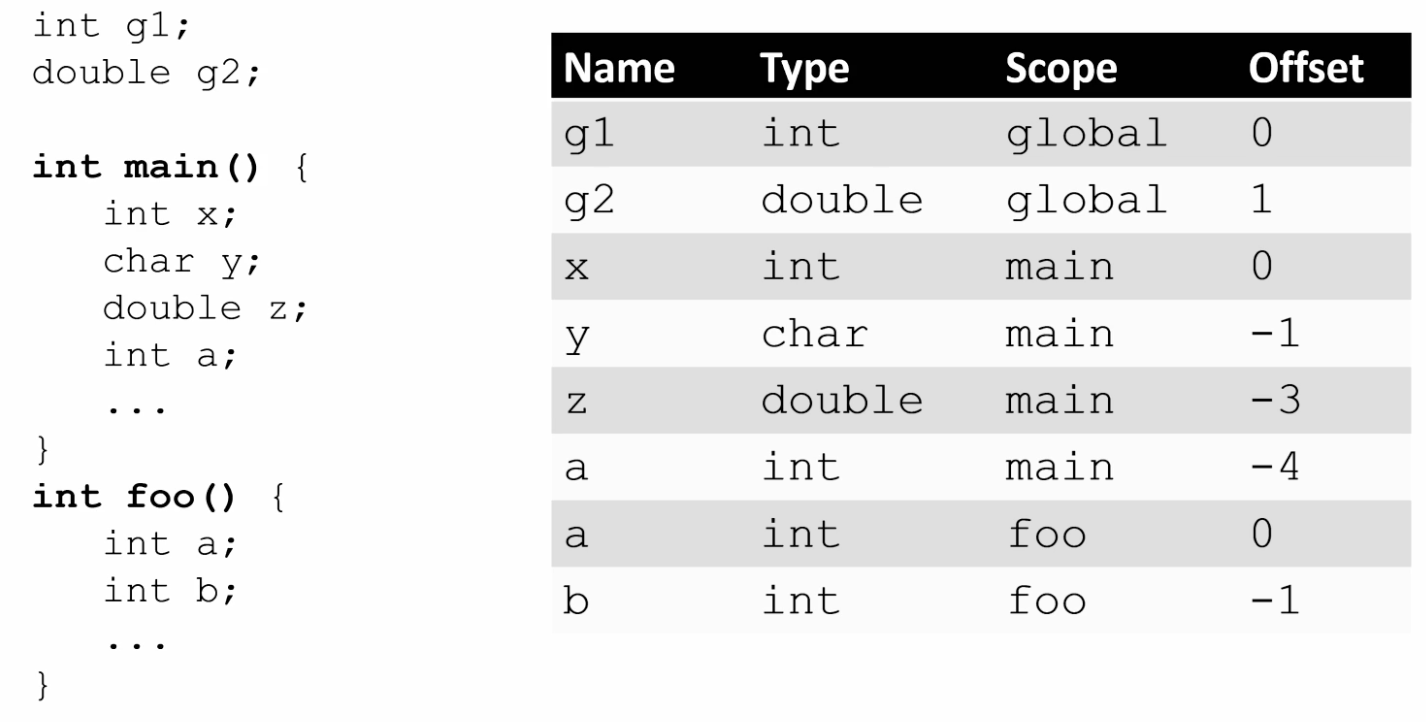 int g1;
double g2;
int main() {
int x;
char y;
double z;
int a;
...
}
int foo() {
int a;
int b;
...
}
Name Type Scope Offset
g1 int global 0
g2 double global 1
x int main 0
y char main -1
z double main -3
a int main -4
a int foo 0
b int foo -1